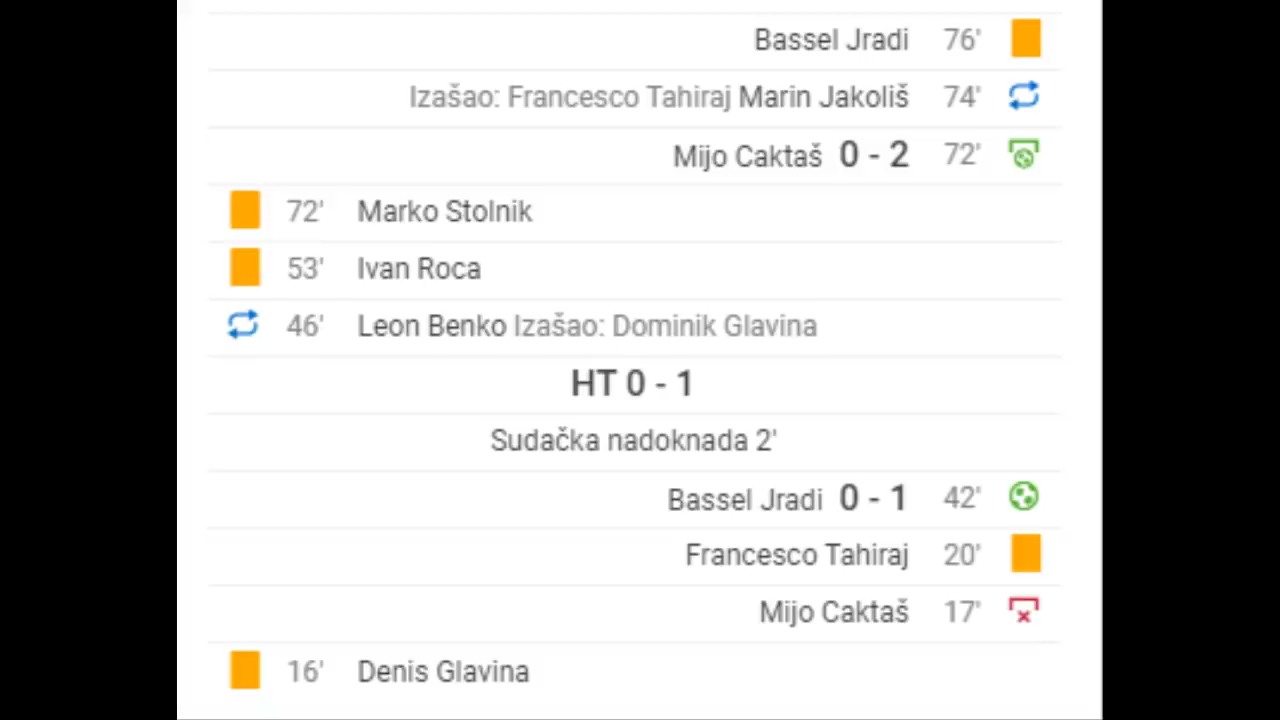 Bassel Jradi 76'
Izašao: Francesco Tahiraj Marin Jakoliš 74'
Mijo Caktaš 0 - 2 72'
72' Marko Stolnik
53' Ivan Roca
46' Leon Benko Izašao: Dominik Glavina
HT 0 - 1
Sudačka nadoknada 2'
Bassel Jradi 0 - 1 42'
Francesco Tahiraj 20'
Mijo Caktaš 17'
16' Denis Glavina